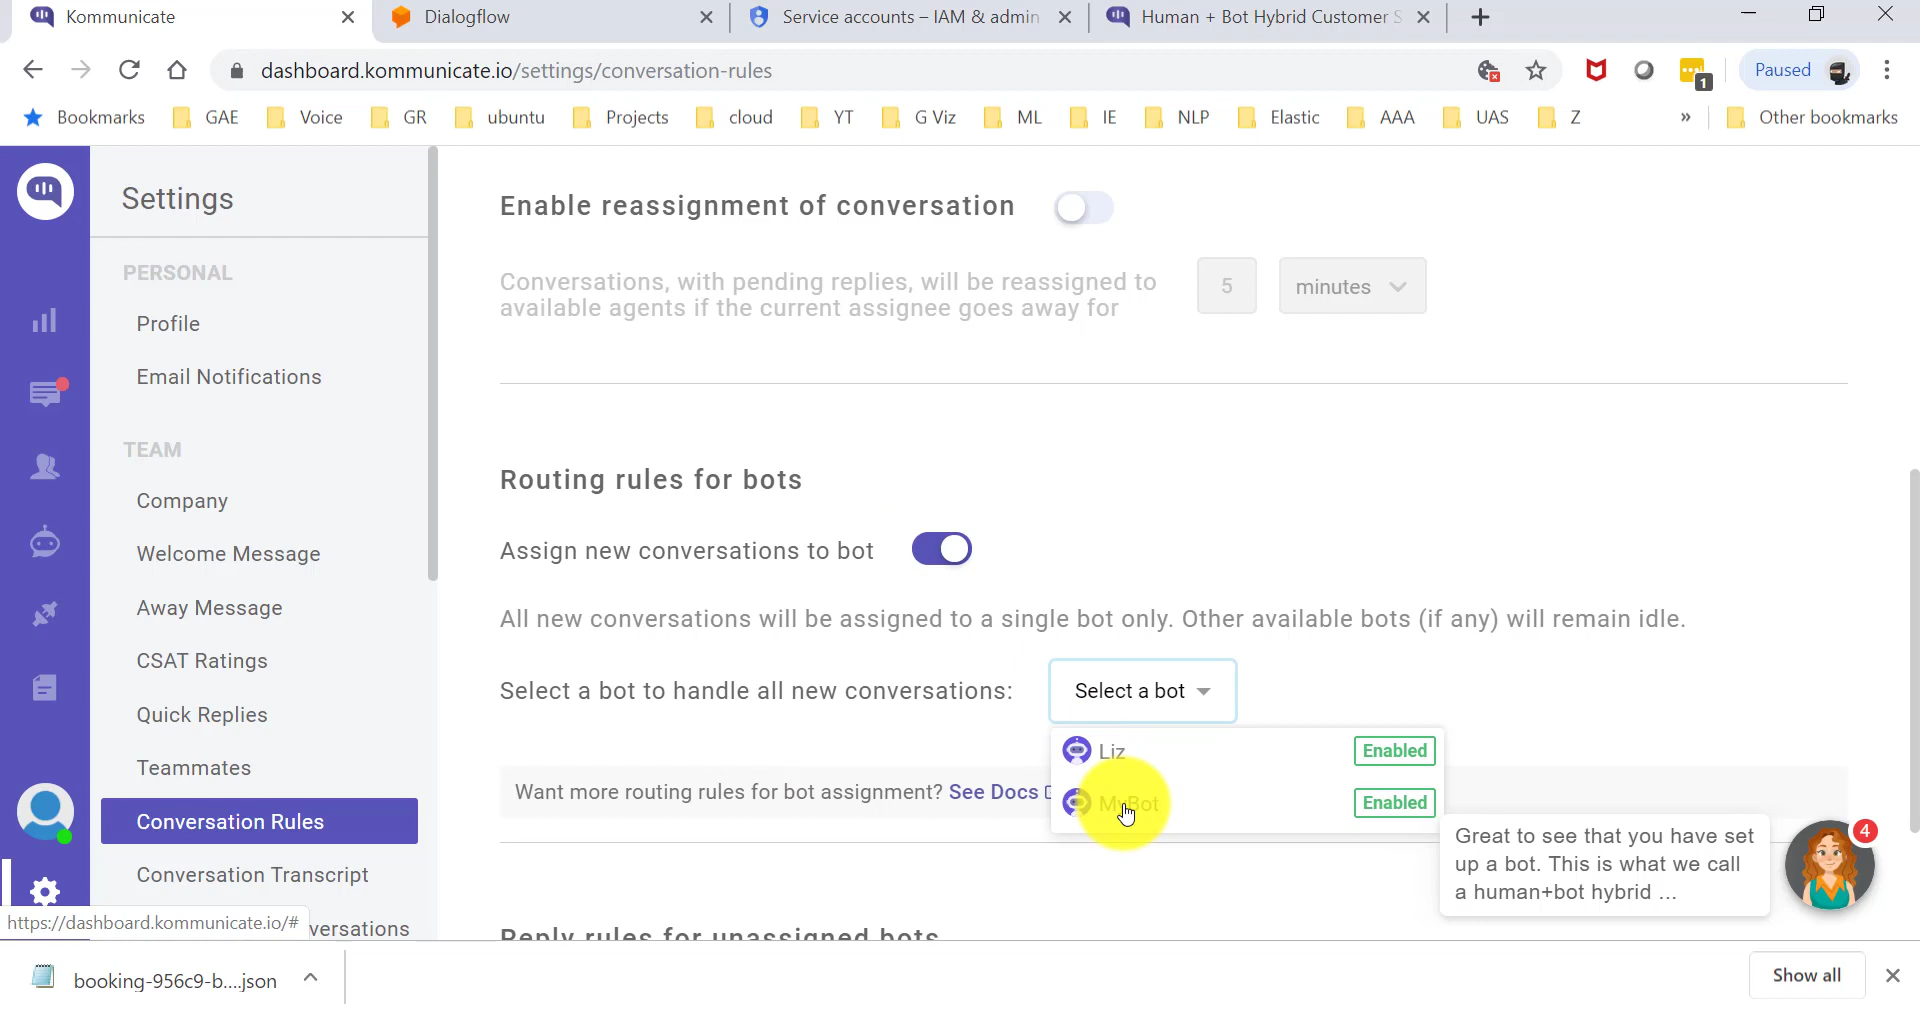 Kommunicate
Dialogflow
Service accounts – IAM & admin
Human + Bot Hybrid Customer S
dashboard.kommunicate.io/settings/conversation-rules
1
Paused
Bookmarks
GAE
Voice
GR
ubuntu
Projects
cloud
YT
G Viz
ML
IE
NLP
Elastic
AAA
UAS
Z
»
Other bookmarks
Settings
PERSONAL
Profile
Email Notifications
TEAM
Company
Welcome Message
Away Message
CSAT Ratings
Quick Replies
Teammates
Conversation Rules
Conversation Transcript
versations
https://dashboard.kommunicate.io/#
Enable reassignment of conversation
Conversations, with pending replies, will be reassigned to
available agents if the current assignee goes away for
5
minutes
Routing rules for bots
Assign new conversations to bot
All new conversations will be assigned to a single bot only. Other available bots (if any) will remain idle.
Select a bot to handle all new conversations:
Select a bot
Liz
Enabled
MyBot
Enabled
Want more routing rules for bot assignment? See Docs
Great to see that you have set
up a bot. This is what we call
a human+bot hybrid ...
4
Reply rules for unassigned bots
booking-956c9-b....json
Show all